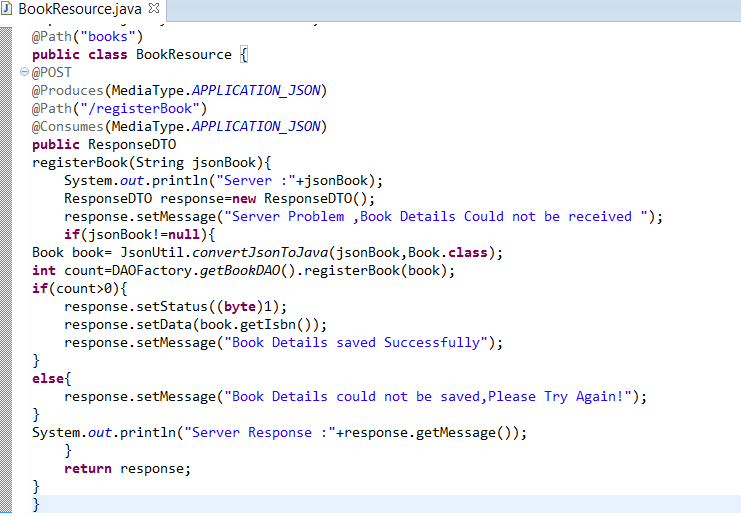 BookResource.java
@Path("books")
public class BookResource {
@POST
@Produces(MediaType.APPLICATION_JSON)
@Path("/registerBook")
@Consumes(MediaType.APPLICATION_JSON)
public ResponseDTO
registerBook(String jsonBook){
System.out.println("Server :"+jsonBook);
ResponseDTO response=new ResponseDTO();
response.setMessage("Server Problem ,Book Details Could not be received ");
if(jsonBook!=null){
Book book= JsonUtil.convertJsonToJava(jsonBook,Book.class);
int count=DAOFactory.getBookDAO().registerBook(book);
if(count>0){
response.setStatus((byte)1);
response.setData(book.getIsbn());
response.setMessage("Book Details saved Successfully");
}
else{
response.setMessage("Book Details could not be saved,Please Try Again!");
}
System.out.println("Server Response :"+response.getMessage());
}
return response;
}
}